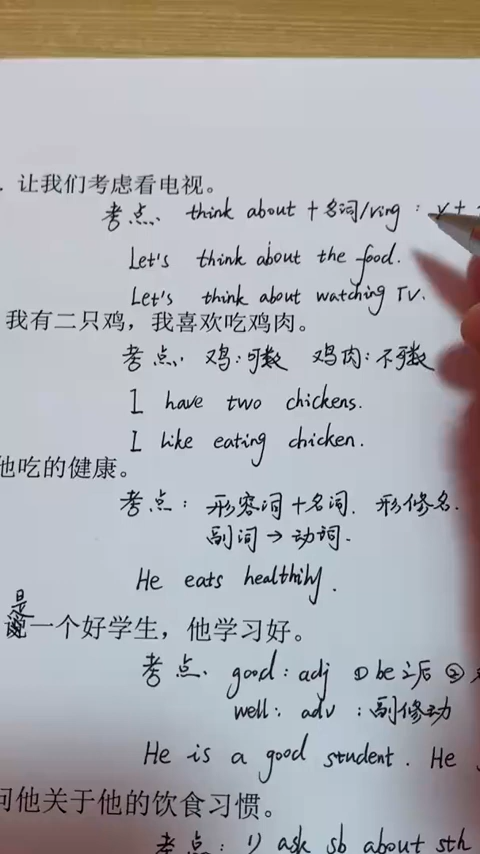 . 让我们考虑看电视。
考点、 think about + 名词/ving : v +
Let's think about the food.
Let's think about watching TV.
我有二只鸡，我喜欢吃鸡肉。
考点、 鸡:可数 鸡肉:不可数
I have two chickens.
I like eating chicken.
他吃的健康。
考点: 形容词+名词. 形修名.
副词→动词.
He eats healthily.
是
一个好学生，他学习好。
考点、 good: adj ①be之后 ②
well: adv :副修动
He is a good student. He
问他关于他的饮食习惯。
考点: 1) ask sb about sth